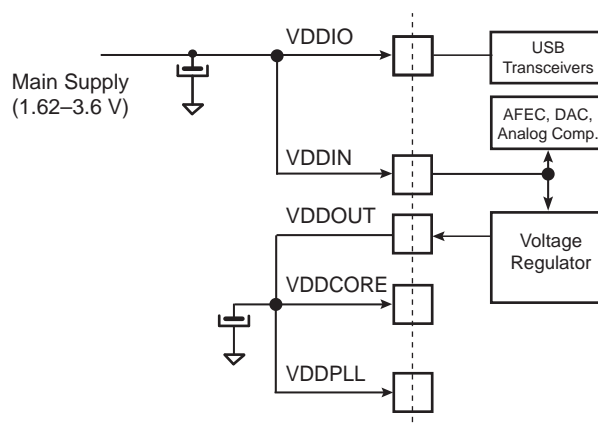 VDDIO
USB
Transceivers
Main Supply
(1.62–3.6 V)
AFEC, DAC,
Analog Comp.
VDDIN
VDDOUT
Voltage
Regulator
VDDCORE
VDDPLL